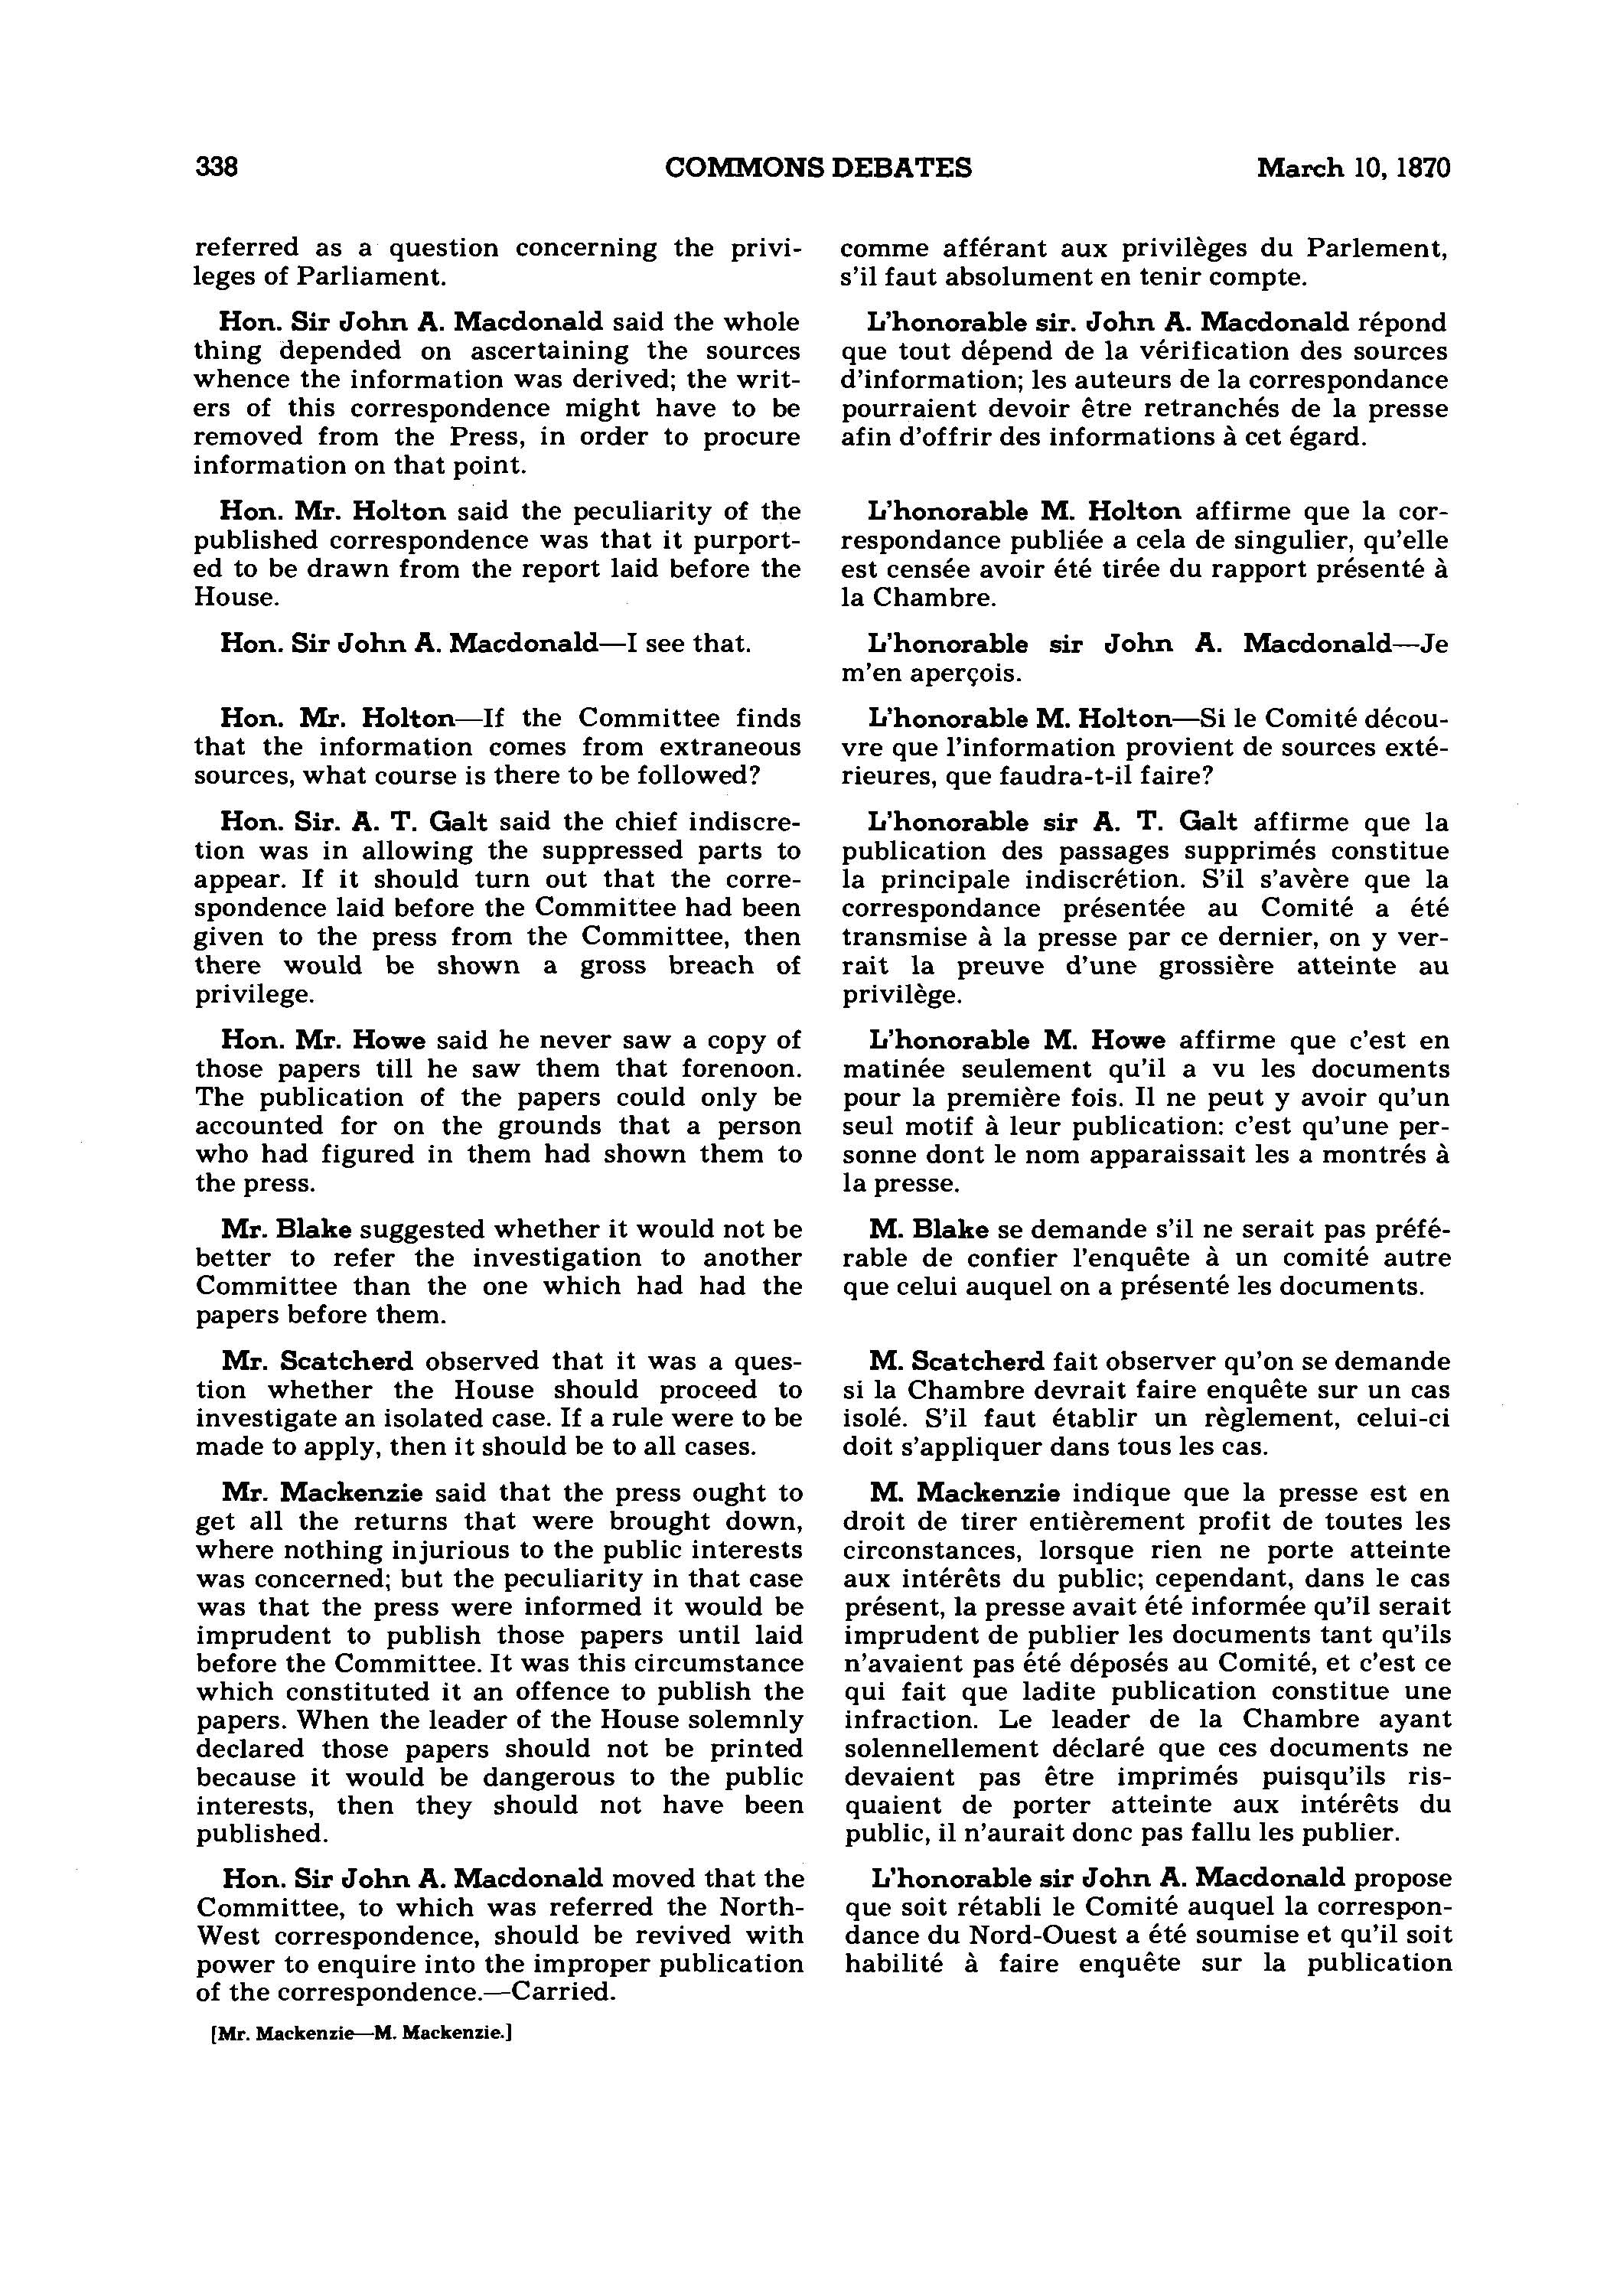 338 COMMONS DEBATES March 10, 1870
referred as a question concerning the privi-
leges of Parliament.
Hon. Sir John A. Macdonald said the whole
thing depended on ascertaining the sources
whence the information was derived; the writ-
ers of this correspondence might have to be
removed from the Press, in order to procure
information on that point.
Hon. Mr. Holton said the peculiarity of the
published correspondence was that it purport-
ed to be drawn from the report laid before the
House.
Hon. Sir John A. Macdonald—I see that.
Hon. Mr. Holton—If the Committee finds
that the information comes from extraneous
sources, what course is there to be followed?
Hon. Sir. A. T. Galt said the chief indiscre-
tion was in allowing the suppressed parts to
appear. If it should turn out that the corre-
spondence laid before the Committee had been
given to the press from the Committee, then
there would be shown a gross breach of
privilege.
Hon. Mr. Howe said he never saw a copy of
those papers till he saw them that forenoon.
The publication of the papers could only be
accounted for on the grounds that a person
who had figured in them had shown them to
the press.
Mr. Blake suggested whether it would not be
better to refer the investigation to another
Committee than the one which had had the
papers before them.
Mr. Scatcherd observed that it was a ques-
tion whether the House should proceed to
investigate an isolated case. If a rule were to be
made to apply, then it should be to all cases.
Mr. Mackenzie said that the press ought to
get all the returns that were brought down,
where nothing injurious to the public interests
was concerned; but the peculiarity in that case
was that the press were informed it would be
imprudent to publish those papers until laid
before the Committee. It was this circumstance
which constituted it an offence to publish the
papers. When the leader of the House solemnly
declared those papers should not be printed
because it would be dangerous to the public
interests, then they should not have been
published.
Hon. Sir John A. Macdonald moved that the
Committee, to which was referred the North-
West correspondence, should be revived with
power to enquire into the improper publication
of the correspondence.—Carried.
[Mr. Mackenzie—M. Mackenzie.]
comme afférant aux privilèges du Parlement,
s'il faut absolument en tenir compte.
L'honorable sir. John A. Macdonald répond
que tout dépend de la vérification des sources
d'information; les auteurs de la correspondance
pourraient devoir être retranchés de la presse
afin d'offrir des informations à cet égard.
L'honorable M. Holton affirme que la cor-
respondance publiée a cela de singulier, qu'elle
est censée avoir été tirée du rapport présenté à
la Chambre.
L'honorable sir John A. Macdonald—Je
m'en aperçois.
L'honorable M. Holton—Si le Comité décou-
vre que l'information provient de sources exté-
rieures, que faudra-t-il faire?
L'honorable sir A. T. Galt affirme que la
publication des passages supprimés constitue
la principale indiscrétion. S'il s'avère que la
correspondance présentée au Comité a été
transmise à la presse par ce dernier, on y ver-
rait la preuve d'une grossière atteinte au
privilège.
L'honorable M. Howe affirme que c'est en
matinée seulement qu'il a vu les documents
pour la première fois. Il ne peut y avoir qu'un
seul motif à leur publication: c'est qu'une per-
sonne dont le nom apparaissait les a montrés à
la presse.
M. Blake se demande s'il ne serait pas préfé-
rable de confier l'enquête à un comité autre
que celui auquel on a présenté les documents.
M. Scatcherd fait observer qu'on se demande
si la Chambre devrait faire enquête sur un cas
isolé. S'il faut établir un règlement, celui-ci
doit s'appliquer dans tous les cas.
M. Mackenzie indique que la presse est en
droit de tirer entièrement profit de toutes les
circonstances, lorsque rien ne porte atteinte
aux intérêts du public; cependant, dans le cas
présent, la presse avait été informée qu'il serait
imprudent de publier les documents tant qu'ils
n'avaient pas été déposés au Comité, et c'est ce
qui fait que ladite publication constitue une
infraction. Le leader de la Chambre ayant
solennellement déclaré que ces documents ne
devaient pas être imprimés puisqu'ils ris-
quaient de porter atteinte aux intérêts du
public, il n'aurait donc pas fallu les publier.
L'honorable sir John A. Macdonald propose
que soit rétabli le Comité auquel la correspon-
dance du Nord-Ouest a été soumise et qu'il soit
habilité à faire enquête sur la publication